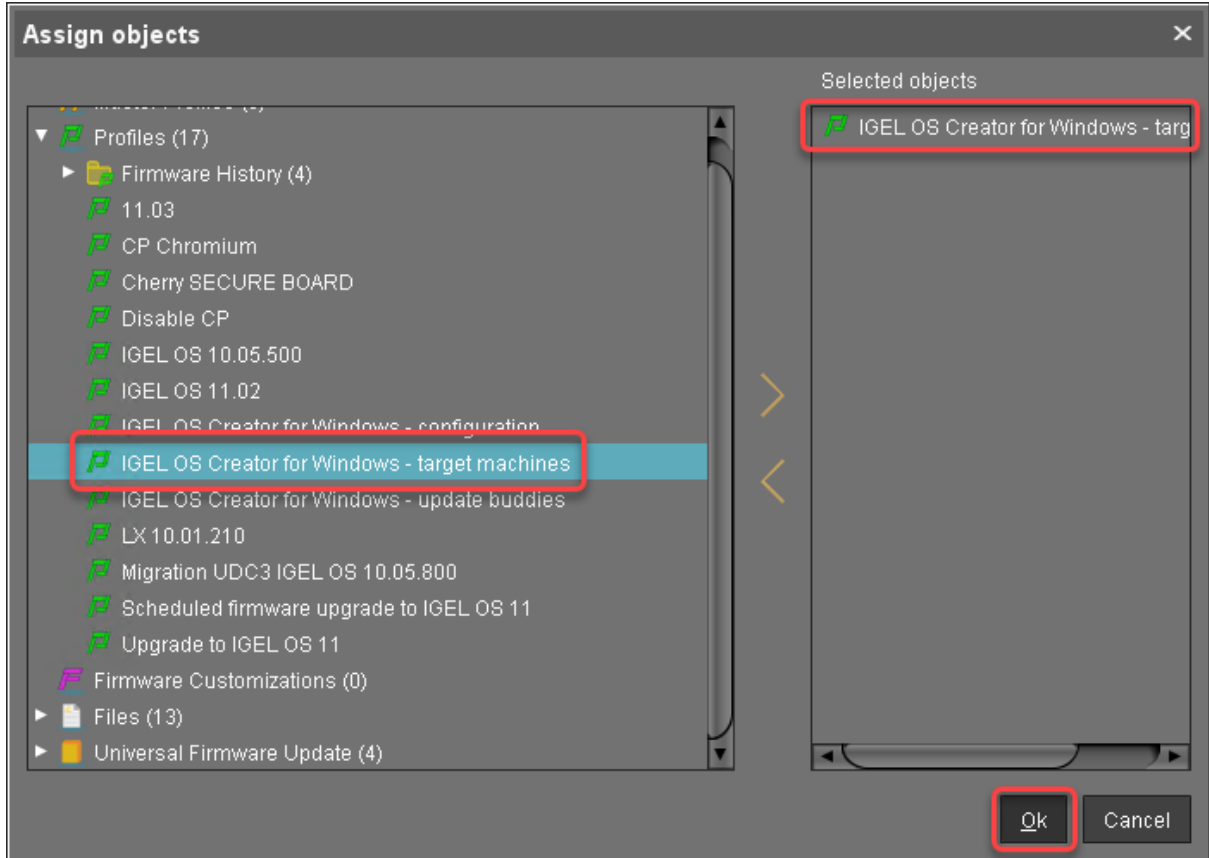 Assign objects
Selected objects
Profiles (17)
IGEL OS Creator for Windows - targ
Firmware History (4)
11.03
CP Chromium
Cherry SECURE BOARD
Disable CP
IGEL OS 10.05.500
IGEL OS 11.02
IGEL OS Creator for Windows - configuration
IGEL OS Creator for Windows - target machines
IGEL OS Creator for Windows - update buddies
LX 10.01.210
Migration UDC3 IGEL OS 10.05.800
Scheduled firmware upgrade to IGEL OS 11
Upgrade to IGEL OS 11
Firmware Customizations (0)
Files (13)
Universal Firmware Update (4)
Ok Cancel